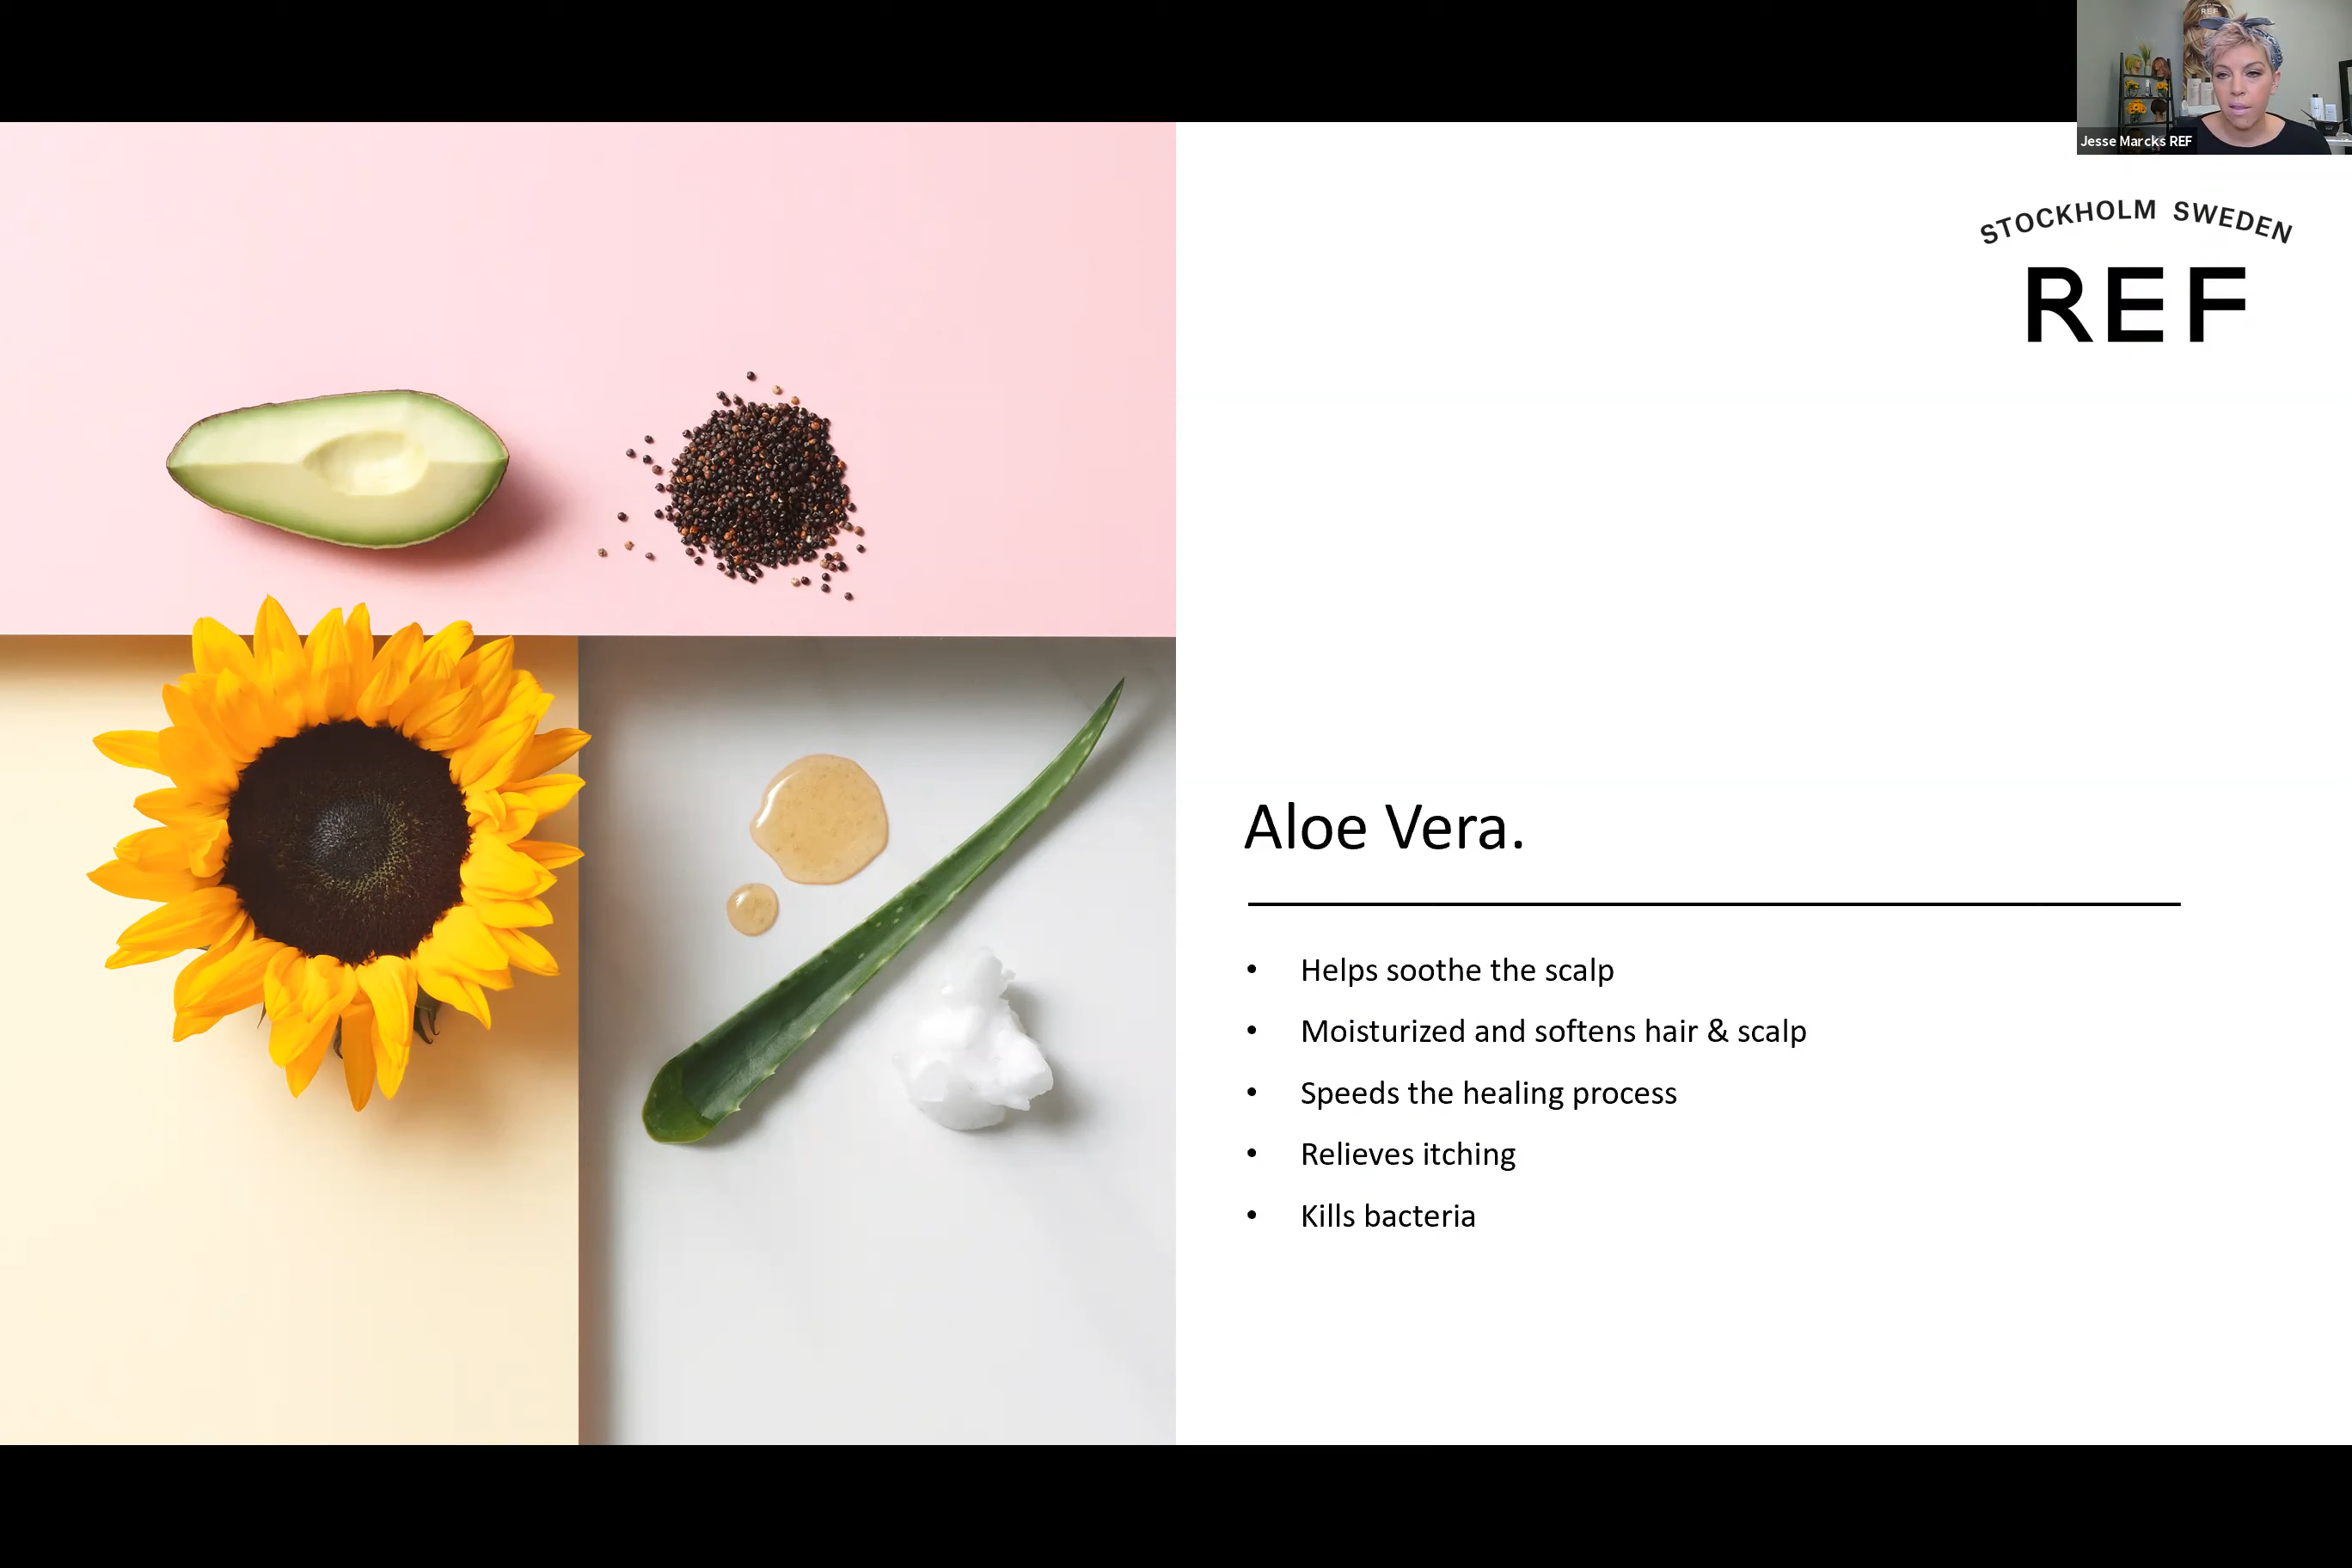 REF
Jesse Marcks REF
STOCKHOLM SWEDEN
REF
Aloe Vera.
• Helps soothe the scalp
• Moisturized and softens hair & scalp
• Speeds the healing process
• Relieves itching
• Kills bacteria